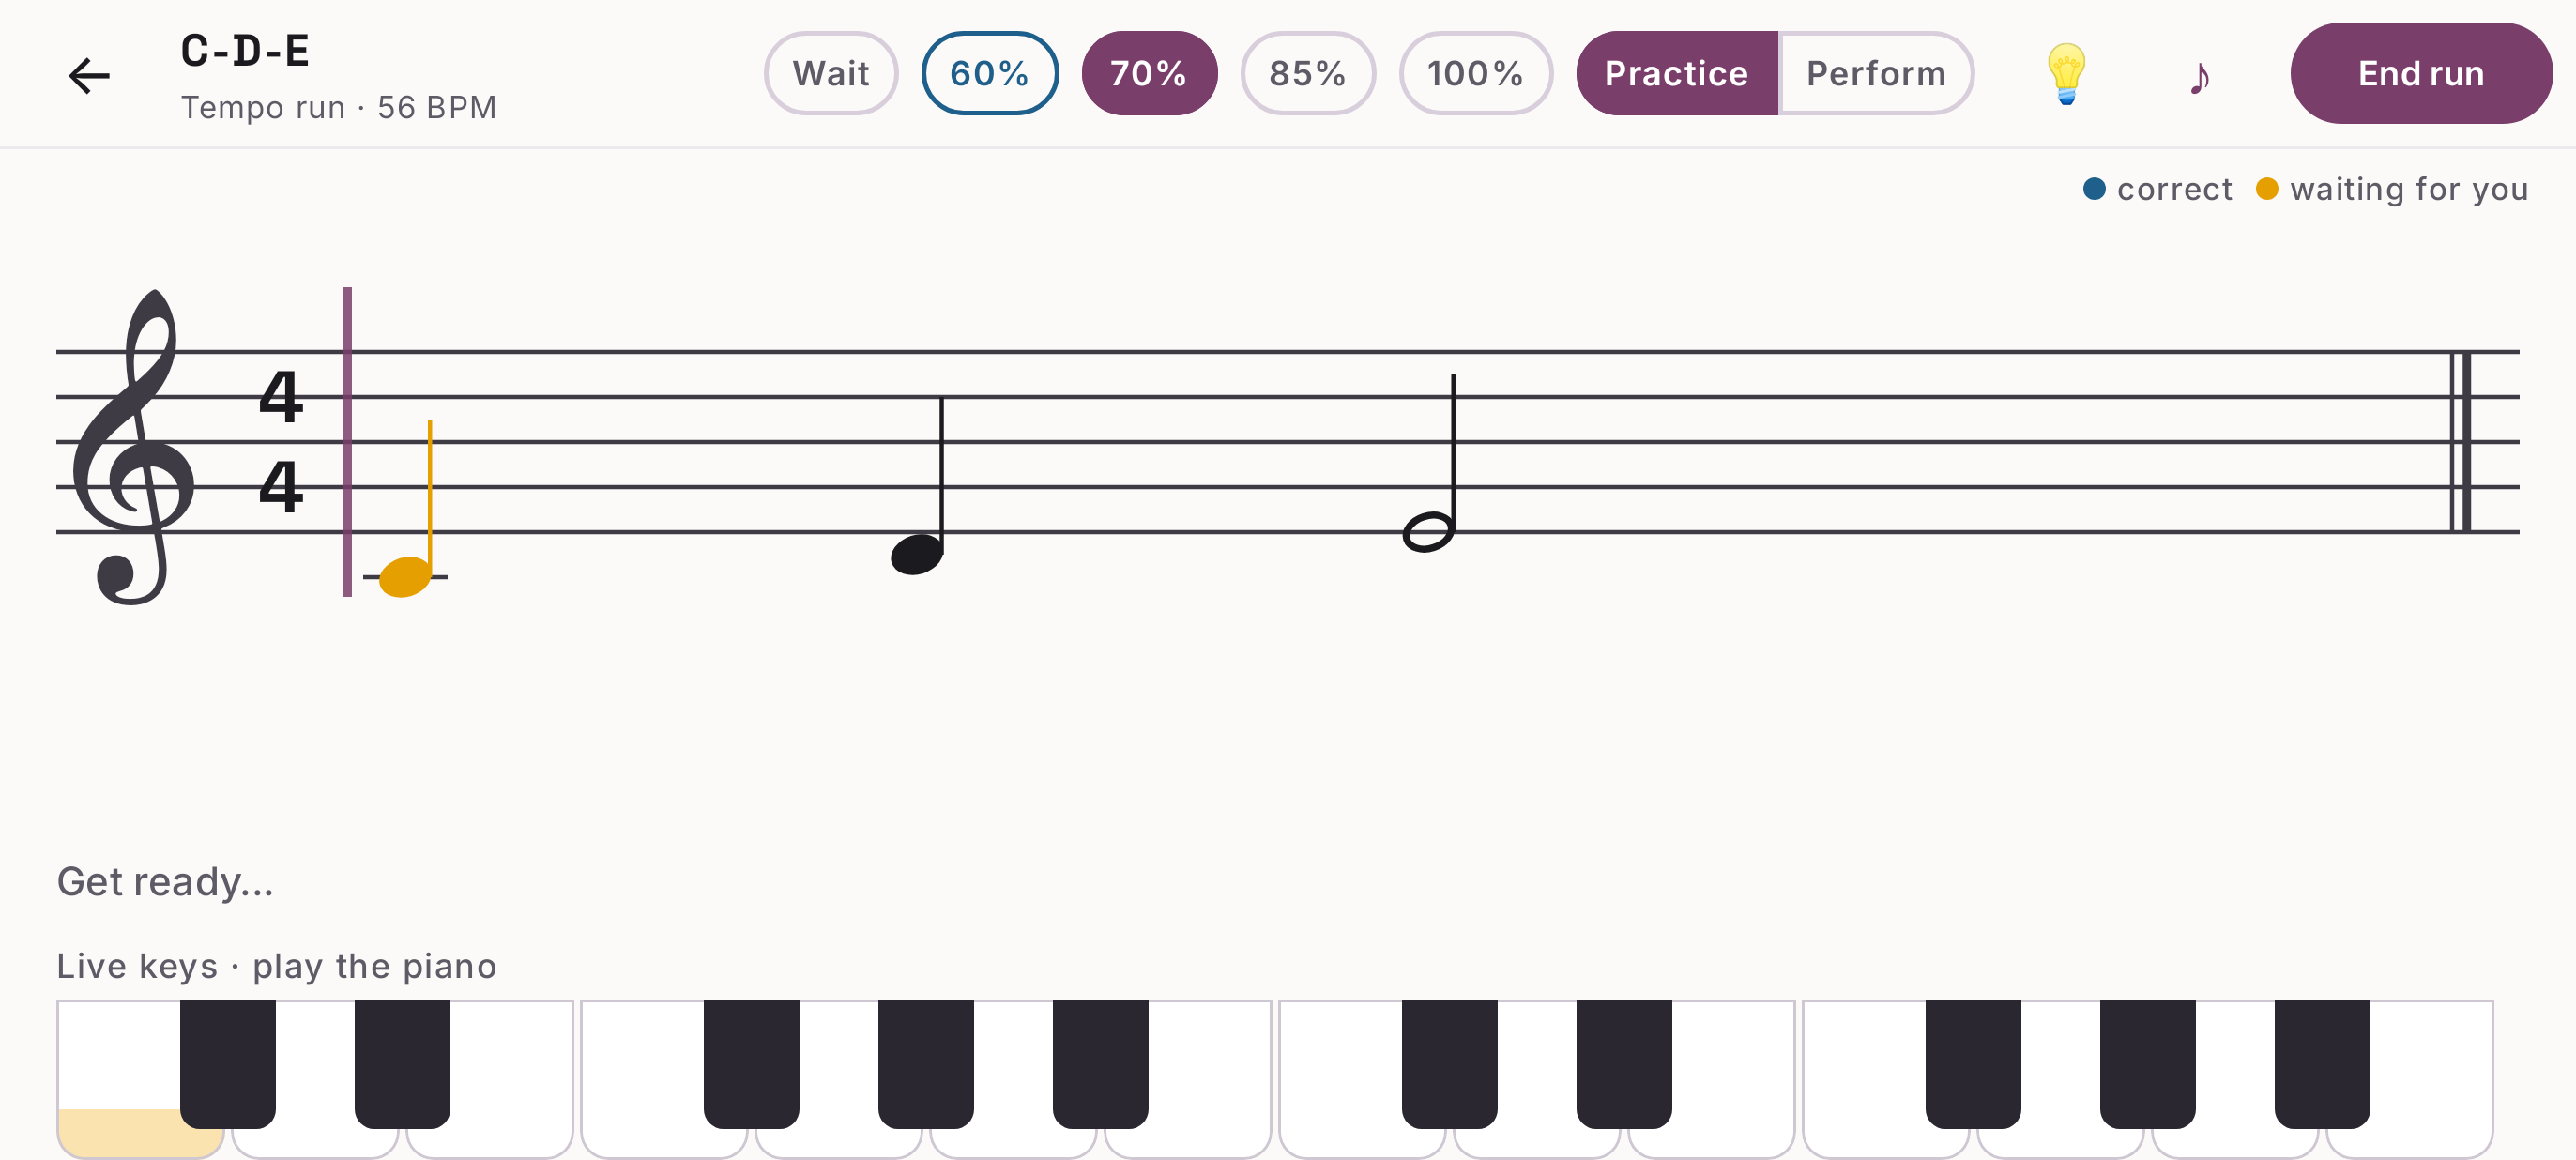 C-D-E
Tempo run · 56 BPM
Wait 60% 70% 85% 100% Practice Perform End run
correct waiting for you
4
4
Get ready...
Live keys · play the piano